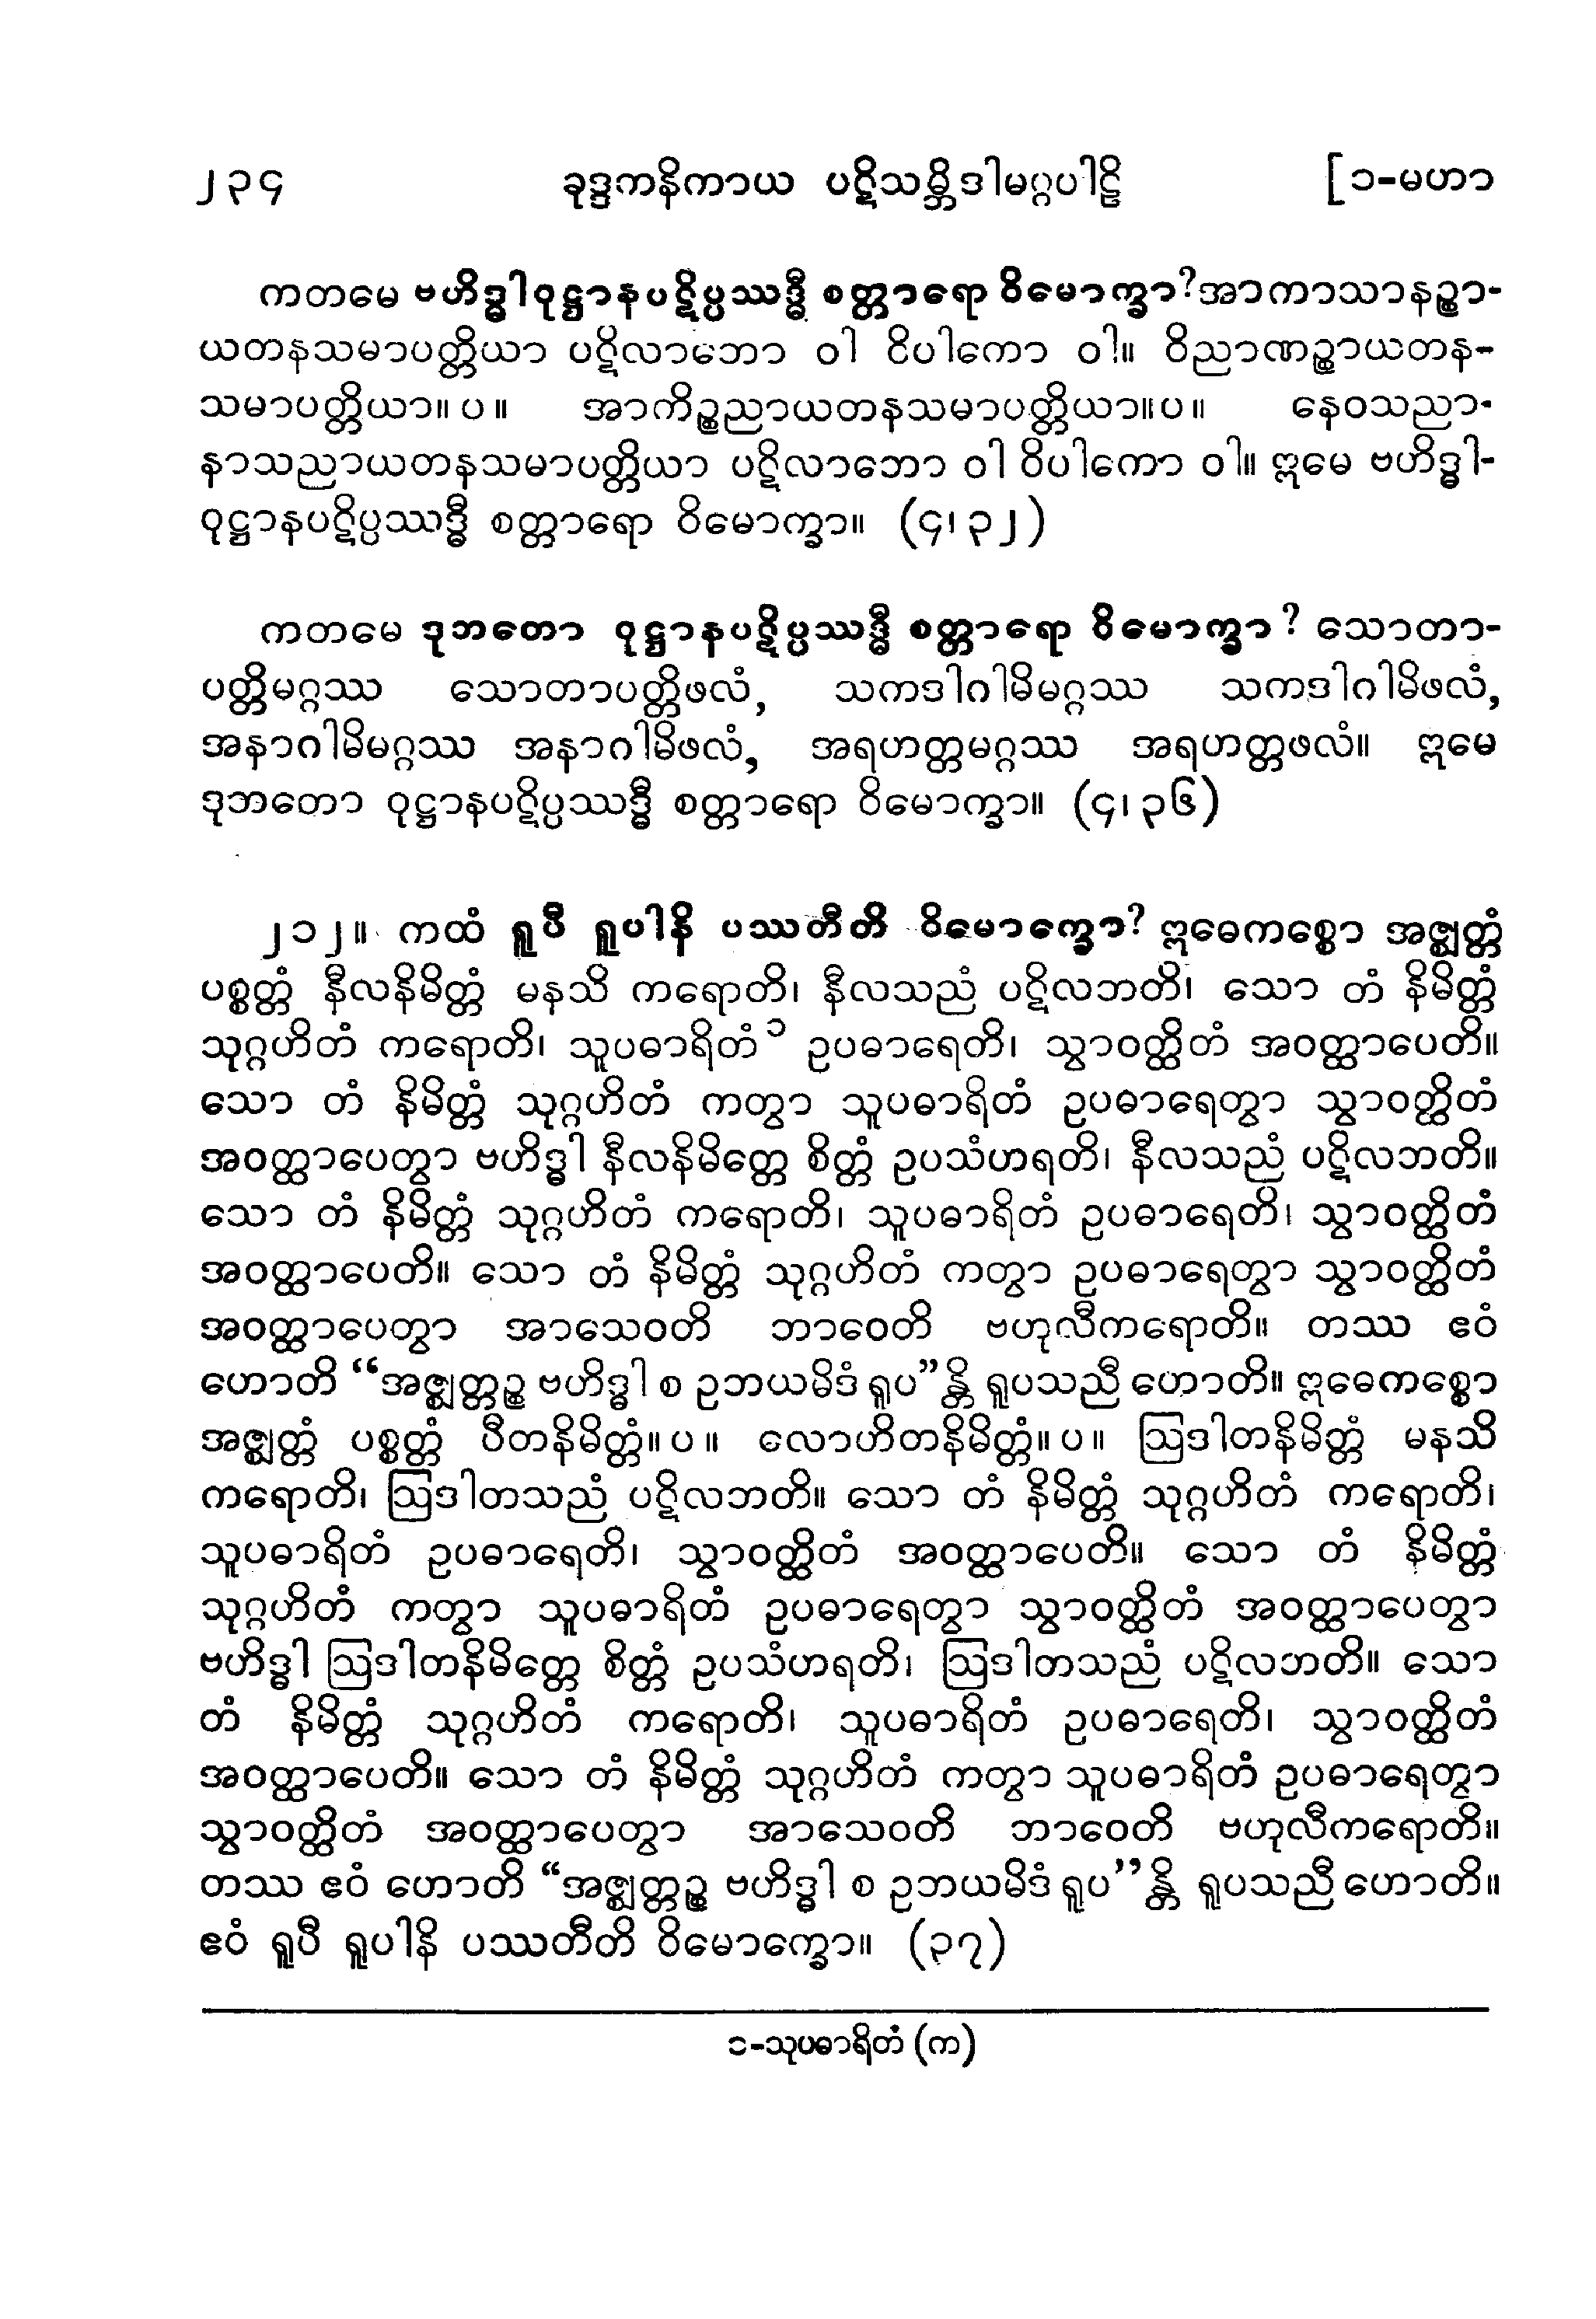 ၂၃၄ ခုဒ္ဒကနိကာယ ပဋိသမ္ဘိဒါမဂ္ဂပါဠိ [၁-မဟာ
ကတမေ ဗဟိဒ္ဓါဝုဋ္ဌာနပဋိပ္ပဿဒ္ဓီ စတ္တာရော ဝိမောက္ခာ? အာကာသာနဉ္စာ-
ယတနသမာပတ္တိယာ ပဋိလာဘော ဝါ ဝိပါကော ဝါ။ ဝိညာဏဉ္စာယတန-
သမာပတ္တိယာ။ပ။ အာကိဉ္စညာယတနသမာပတ္တိယာ။ပ။ နေဝသညာ-
နာသညာယတနသမာပတ္တိယာ ပဋိလာဘော ဝါ ဝိပါကော ဝါ။ ဣမေ ဗဟိဒ္ဓါ-
ဝုဋ္ဌာနပဋိပ္ပဿဒ္ဓီ စတ္တာရော ဝိမောက္ခာ။ (၄၊ ၃၂)
ကတမေ ဒုဘတော ဝုဋ္ဌာနပဋိပ္ပဿဒ္ဓီ စတ္တာရော ဝိမောက္ခာ? သောတာ-
ပတ္တိမဂ္ဂဿ သောတာပတ္တိဖလံ, သကဒါဂါမိမဂ္ဂဿ သကဒါဂါမိဖလံ,
အနာဂါမိမဂ္ဂဿ အနာဂါမိဖလံ, အရဟတ္တမဂ္ဂဿ အရဟတ္တဖလံ။ ဣမေ
ဒုဘတော ဝုဋ္ဌာနပဋိပ္ပဿဒ္ဓီ စတ္တာရော ဝိမောက္ခာ။ (၄၊ ၃၆)
၂၁၂။ ကထံ ရူပီ ရူပါနိ ပဿတီတိ ဝိမောက္ခော? ဣဓေကစ္စော အဇ္ဈတ္တံ
ပစ္စတ္တံ နီလနိမိတ္တံ မနသိ ကရောတိ၊ နီလသညံ ပဋိလဘတိ၊ သော တံ နိမိတ္တံ
သုဂ္ဂဟိတံ ကရောတိ၊ သူပဓာရိတံ၁ ဥပဓာရေတိ၊ သွာဝတ္ထိတံ အဝတ္ထာပေတိ။
သော တံ နိမိတ္တံ သုဂ္ဂဟိတံ ကတွာ သူပဓာရိတံ ဥပဓာရေတွာ သွာဝတ္ထိတံ
အဝတ္ထာပေတွာ ဗဟိဒ္ဓါ နီလနိမိတ္တေ စိတ္တံ ဥပသံဟရတိ၊ နီလသညံ ပဋိလဘတိ။
သော တံ နိမိတ္တံ သုဂ္ဂဟိတံ ကရောတိ၊ သူပဓာရိတံ ဥပဓာရေတိ၊ သွာဝတ္ထိတံ
အဝတ္ထာပေတိ။ သော တံ နိမိတ္တံ သုဂ္ဂဟိတံ ကတွာ ဥပဓာရေတွာ သွာဝတ္ထိတံ
အဝတ္ထာပေတွာ အာသေဝတိ ဘာဝေတိ ဗဟုလီကရောတိ။ တဿ ဧဝံ
ဟောတိ “အဇ္ဈတ္တဉ္စ ဗဟိဒ္ဓါ စ ဥဘယမိဒံ ရူပ”န္တိ ရူပသညီ ဟောတိ။ ဣဓေကစ္စော
အဇ္ဈတ္တံ ပစ္စတ္တံ ပီတနိမိတ္တံ။ပ။ လောဟိတနိမိတ္တံ။ပ။ ဩဒါတနိမိတ္တံ မနသိ
ကရောတိ၊ ဩဒါတသညံ ပဋိလဘတိ။ သော တံ နိမိတ္တံ သုဂ္ဂဟိတံ ကရောတိ၊
သူပဓာရိတံ ဥပဓာရေတိ၊ သွာဝတ္ထိတံ အဝတ္ထာပေတိ။ သော တံ နိမိတ္တံ
သုဂ္ဂဟိတံ ကတွာ သူပဓာရိတံ ဥပဓာရေတွာ သွာဝတ္ထိတံ အဝတ္ထာပေတွာ
ဗဟိဒ္ဓါ ဩဒါတနိမိတ္တေ စိတ္တံ ဥပသံဟရတိ၊ ဩဒါတသညံ ပဋိလဘတိ။ သော
တံ နိမိတ္တံ သုဂ္ဂဟိတံ ကရောတိ၊ သူပဓာရိတံ ဥပဓာရေတိ၊ သွာဝတ္ထိတံ
အဝတ္ထာပေတိ။ သော တံ နိမိတ္တံ သုဂ္ဂဟိတံ ကတွာ သူပဓာရိတံ ဥပဓာရေတွာ
သွာဝတ္ထိတံ အဝတ္ထာပေတွာ အာသေဝတိ ဘာဝေတိ ဗဟုလီကရောတိ။
တဿ ဧဝံ ဟောတိ “အဇ္ဈတ္တဉ္စ ဗဟိဒ္ဓါ စ ဥဘယမိဒံ ရူပ”န္တိ ရူပသညီ ဟောတိ။
ဧဝံ ရူပီ ရူပါနိ ပဿတီတိ ဝိမောက္ခော။ (၃၇)
၁-သုပဓာရိတံ (က)